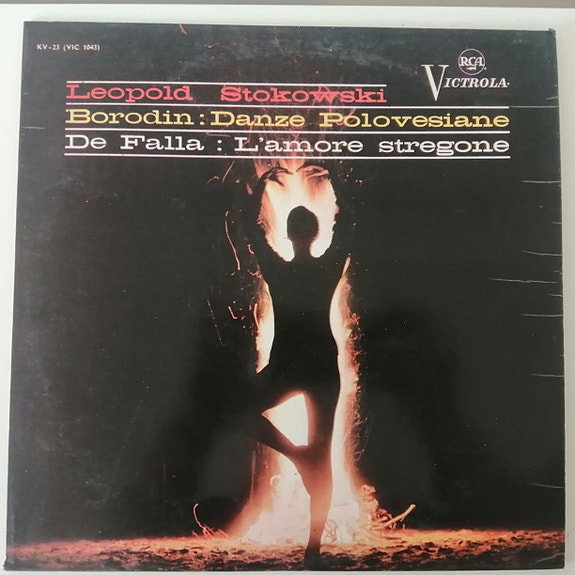 KV-23 (VIC 1043)
RCA
VICTROLA
Leopold Stokowski
Borodin: Danze Polovesiane
De Falla: L'amore stregone